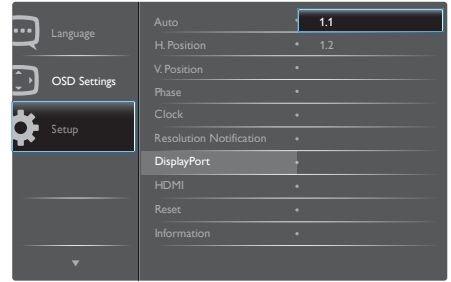 Language
OSD Settings
Setup
Auto
H. Position
V. Position
Phase
Clock
Resolution Notification
DisplayPort
HDMI
Reset
Information
1.1
1.2